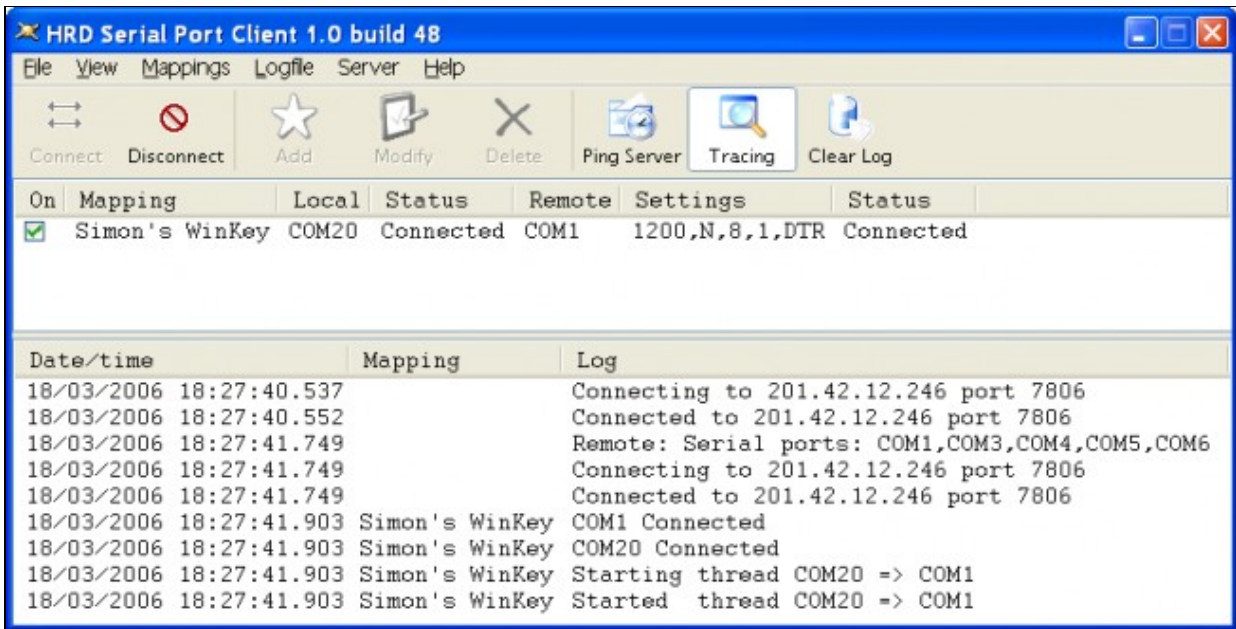 HRD Serial Port Client 1.0 build 48
File View Mappings Logfile Server Help
Connect Disconnect Add Modify Delete Ping Server Tracing Clear Log
On Mapping Local Status Remote Settings Status
Simon's WinKey COM20 Connected COM1 1200,N,8,1,DTR Connected
Date/time Mapping Log
18/03/2006 18:27:40.537 Connecting to 201.42.12.246 port 7806
18/03/2006 18:27:40.552 Connected to 201.42.12.246 port 7806
18/03/2006 18:27:41.749 Remote: Serial ports: COM1,COM3,COM4,COM5,COM6
18/03/2006 18:27:41.749 Connecting to 201.42.12.246 port 7806
18/03/2006 18:27:41.749 Connected to 201.42.12.246 port 7806
18/03/2006 18:27:41.903 Simon's WinKey COM1 Connected
18/03/2006 18:27:41.903 Simon's WinKey COM20 Connected
18/03/2006 18:27:41.903 Simon's WinKey Starting thread COM20 => COM1
18/03/2006 18:27:41.903 Simon's WinKey Started thread COM20 => COM1